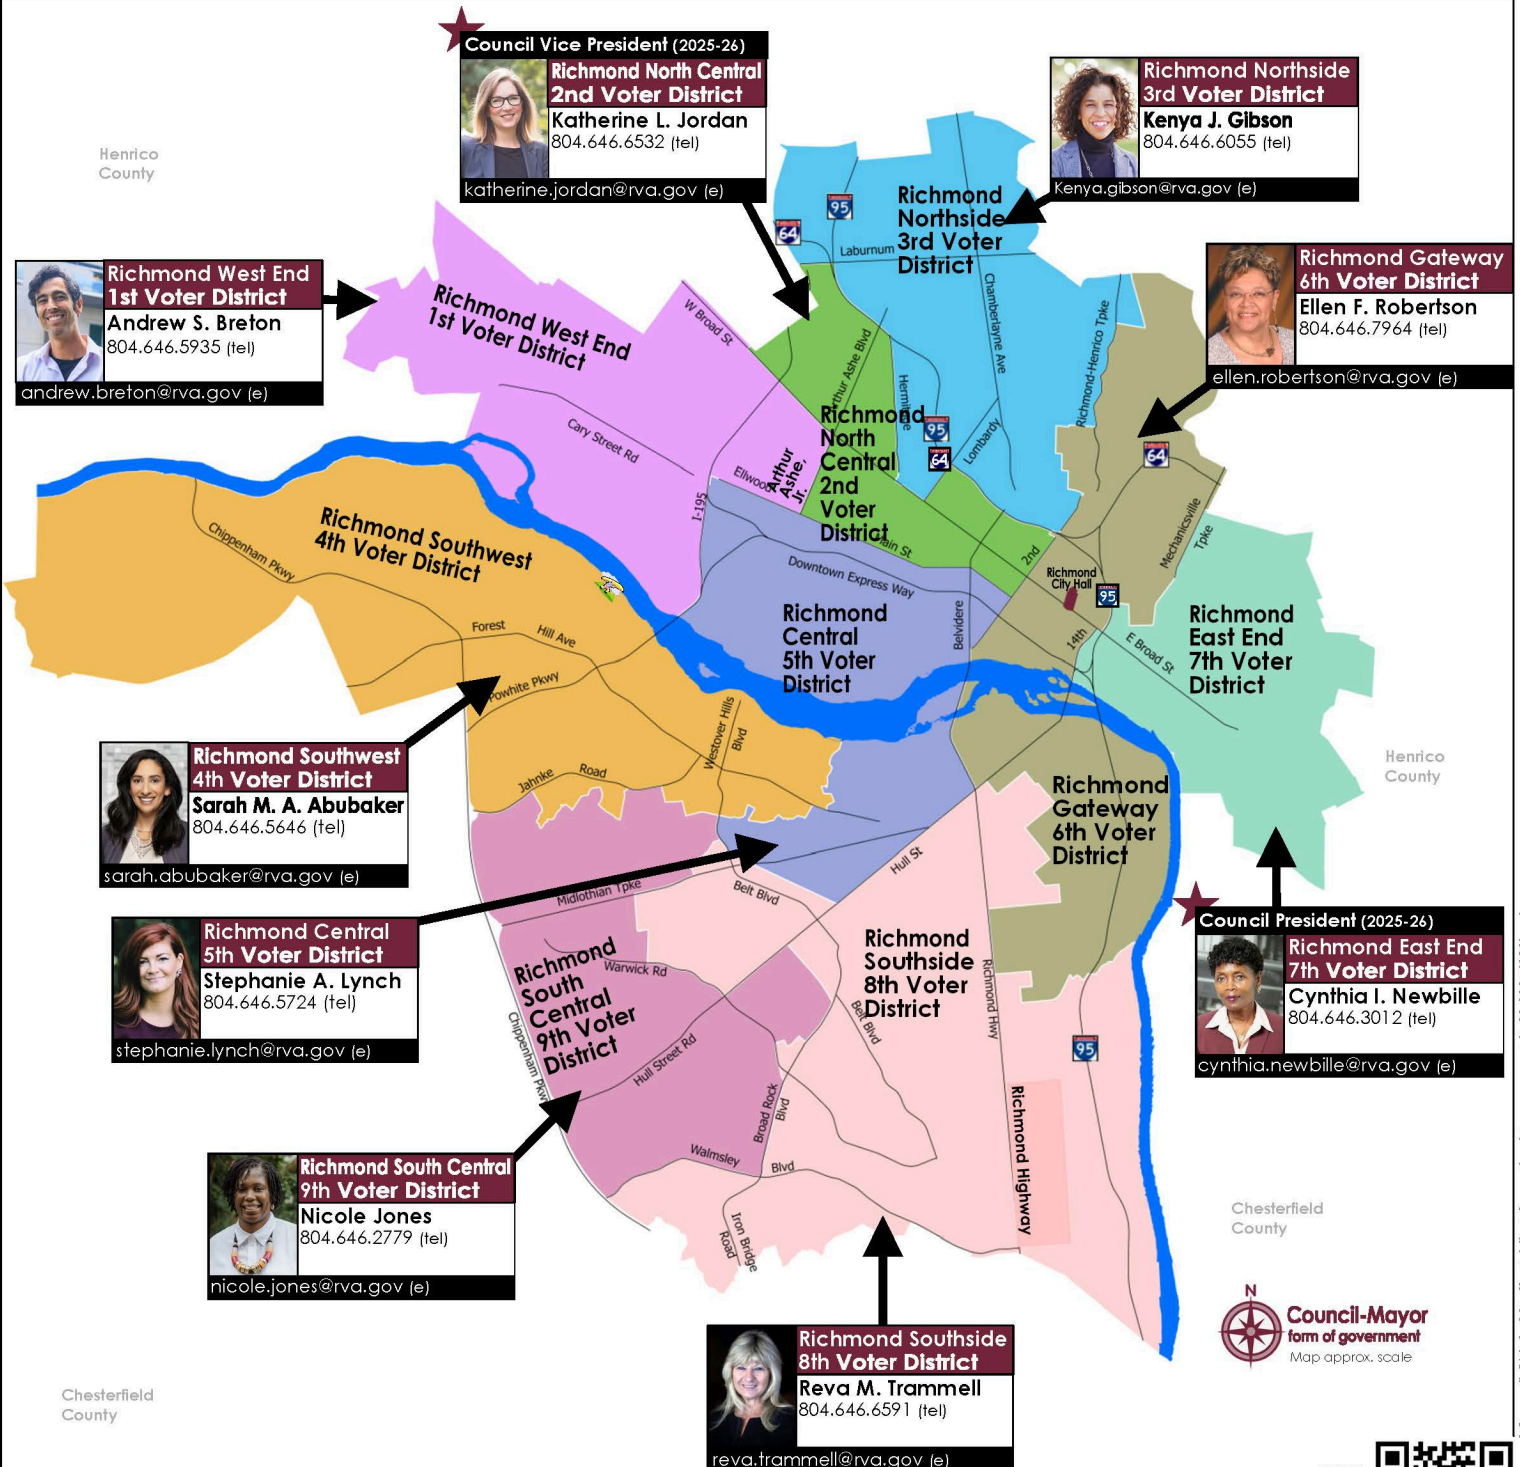 Council Vice President (2025-26)
Richmond North Central
2nd Voter District
Katherine L. Jordan
804.646.6532 (tel)
katherine.jordan@rva.gov (e)
Richmond Northside
3rd Voter District
Kenya J. Gibson
804.646.6055 (tel)
Kenya.gibson@rva.gov (e)
Henrico
County
Richmond West End
1st Voter District
Andrew S. Breton
804.646.5935 (tel)
andrew.breton@rva.gov (e)
Richmond Gateway
6th Voter District
Ellen F. Robertson
804.646.7964 (tel)
ellen.robertson@rva.gov (e)
95
64
Richmond
Northside
3rd Voter
District
Laburnum
Chamberlayne Ave
Richmond-Henrico Tpke
Richmond West End
1st Voter District
W Broad St
Arthur Ashe Blvd
Hermitage
95
64
Lombardy
64
Richmond
North
Central
2nd
Voter
District
Cary Street Rd
Ellwood
Arthur
Ashe,
Jr.
I-195
Main St
2nd
Mechanicsville
Tpke
Richmond Southwest
4th Voter District
Chippenham Pkwy
Downtown Express Way
Belvidere
Richmond
City Hall
95
14th
E Broad St
Richmond
Central
5th Voter
District
Richmond
East End
7th Voter
District
Forest
Hill Ave
Powhite Pkwy
Westover Hills
Blvd
Jahnke
Road
Richmond Southwest
4th Voter District
Sarah M. A. Abubaker
804.646.5646 (tel)
sarah.abubaker@rva.gov (e)
Henrico
County
Richmond
Gateway
6th Voter
District
Hull St
Belt Blvd
Midlothian Tpke
Richmond Central
5th Voter District
Stephanie A. Lynch
804.646.5724 (tel)
stephanie.lynch@rva.gov (e)
Council President (2025-26)
Richmond East End
7th Voter District
Cynthia I. Newbille
804.646.3012 (tel)
cynthia.newbille@rva.gov (e)
Richmond
South
Central
9th Voter
District
Warwick Rd
Richmond
Southside
8th Voter
District
Belt Blvd
Richmond Hwy
95
Chippenham Pkwy
Hull Street Rd
Broad Rock
Blvd
Richmond Highway
Walmsley
Blvd
Iron Bridge
Road
Richmond South Central
9th Voter District
Nicole Jones
804.646.2779 (tel)
nicole.jones@rva.gov (e)
Chesterfield
County
N
Council-Mayor
form of government
Map approx. scale
Richmond Southside
8th Voter District
Reva M. Trammell
804.646.6591 (tel)
reva.trammell@rva.gov (e)
Chesterfield
County